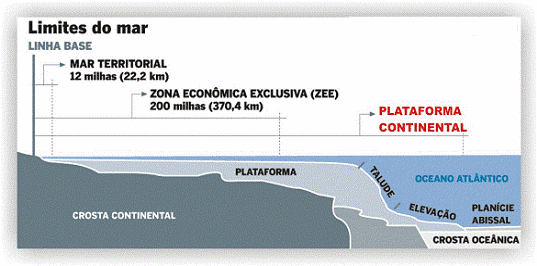 Limites do mar
LINHA BASE
MAR TERRITORIAL
12 milhas (22,2 km)
ZONA ECONÔMICA EXCLUSIVA (ZEE)
200 milhas (370,4 km)
PLATAFORMA
CONTINENTAL
PLATAFORMA
TALUDE
OCEANO ATLÂNTICO
ELEVAÇÃO
PLANÍCIE
ABISSAL
CROSTA CONTINENTAL
CROSTA OCEÂNICA